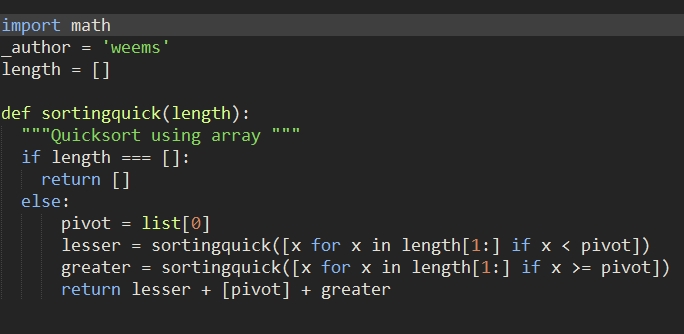 import math
_author = 'weems'
length = []
def sortingquick(length):
"""Quicksort using array """
if length === []:
return []
else:
pivot = list[0]
lesser = sortingquick([x for x in length[1:] if x < pivot])
greater = sortingquick([x for x in length[1:] if x >= pivot])
return lesser + [pivot] + greater